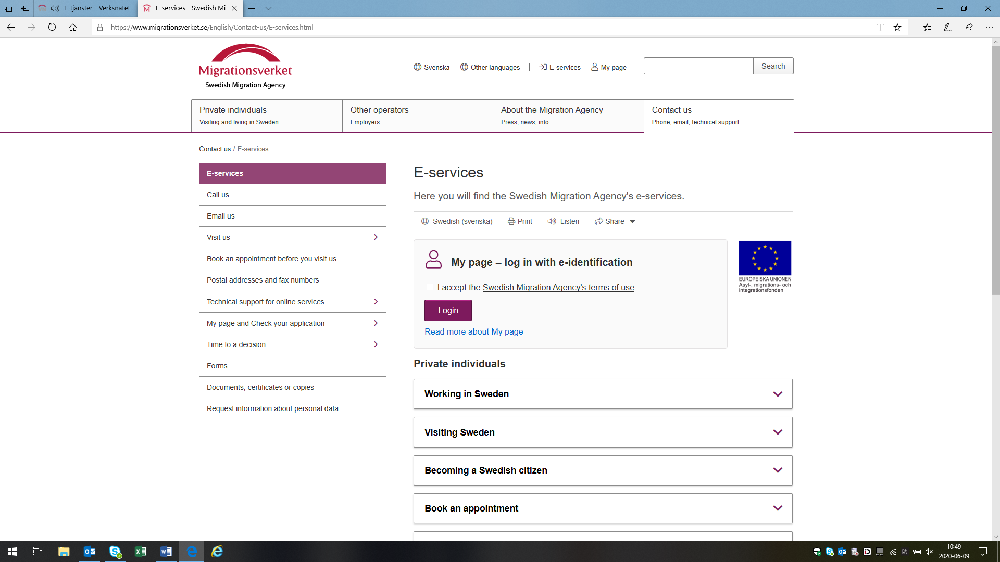 E-tjänster - Verksnätet
E-services - Swedish Mi
https://www.migrationsverket.se/English/Contact-us/E-services.html
Migrationsverket
Swedish Migration Agency
Svenska
Other languages
E-services
My page
Search
Private individuals
Visiting and living in Sweden
Other operators
Employers
About the Migration Agency
Press, news, info ...
Contact us
Phone, email, technical support...
Contact us / E-services
E-services
Call us
Email us
Visit us
Book an appointment before you visit us
Postal addresses and fax numbers
Technical support for online services
My page and Check your application
Time to a decision
Forms
Documents, certificates or copies
Request information about personal data
E-services
Here you will find the Swedish Migration Agency's e-services.
Swedish (svenska)
Print
Listen
Share
My page – log in with e-identification
I accept the Swedish Migration Agency's terms of use
Login
Read more about My page
EUROPEISKA UNIONEN
Asyl-, migrations- och
integrationsfonden
Private individuals
Working in Sweden
Visiting Sweden
Becoming a Swedish citizen
Book an appointment
10:49
2020-06-09